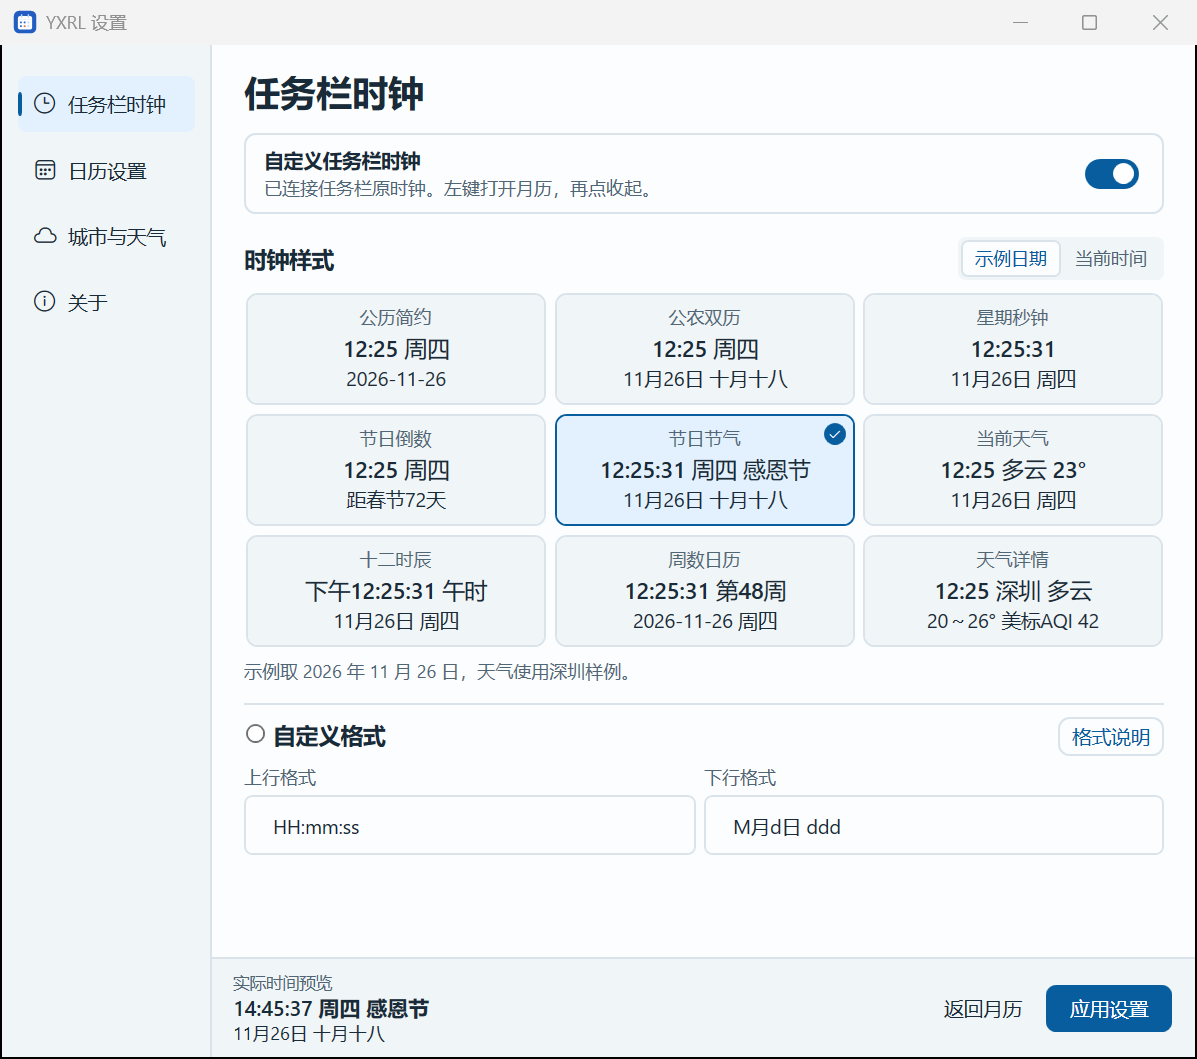 YXRL 设置
任务栏时钟
日历设置
城市与天气
关于
任务栏时钟
自定义任务栏时钟
已连接任务栏原时钟。左键打开月历，再点收起。
时钟样式
示例日期 当前时间
公历简约
12:25 周四
2026-11-26
公农双历
12:25 周四
11月26日 十月十八
星期秒钟
12:25:31
11月26日 周四
节日倒数
12:25 周四
距春节72天
节日节气
12:25:31 周四 感恩节
11月26日 十月十八
当前天气
12:25 多云 23°
11月26日 周四
十二时辰
下午12:25:31 午时
11月26日 周四
周数日历
12:25:31 第48周
2026-11-26 周四
天气详情
12:25 深圳 多云
20～26° 美标AQI 42
示例取 2026 年 11 月 26 日，天气使用深圳样例。
自定义格式
格式说明
上行格式
HH:mm:ss
下行格式
M月d日 ddd
实际时间预览
14:45:37 周四 感恩节
11月26日 十月十八
返回月历
应用设置